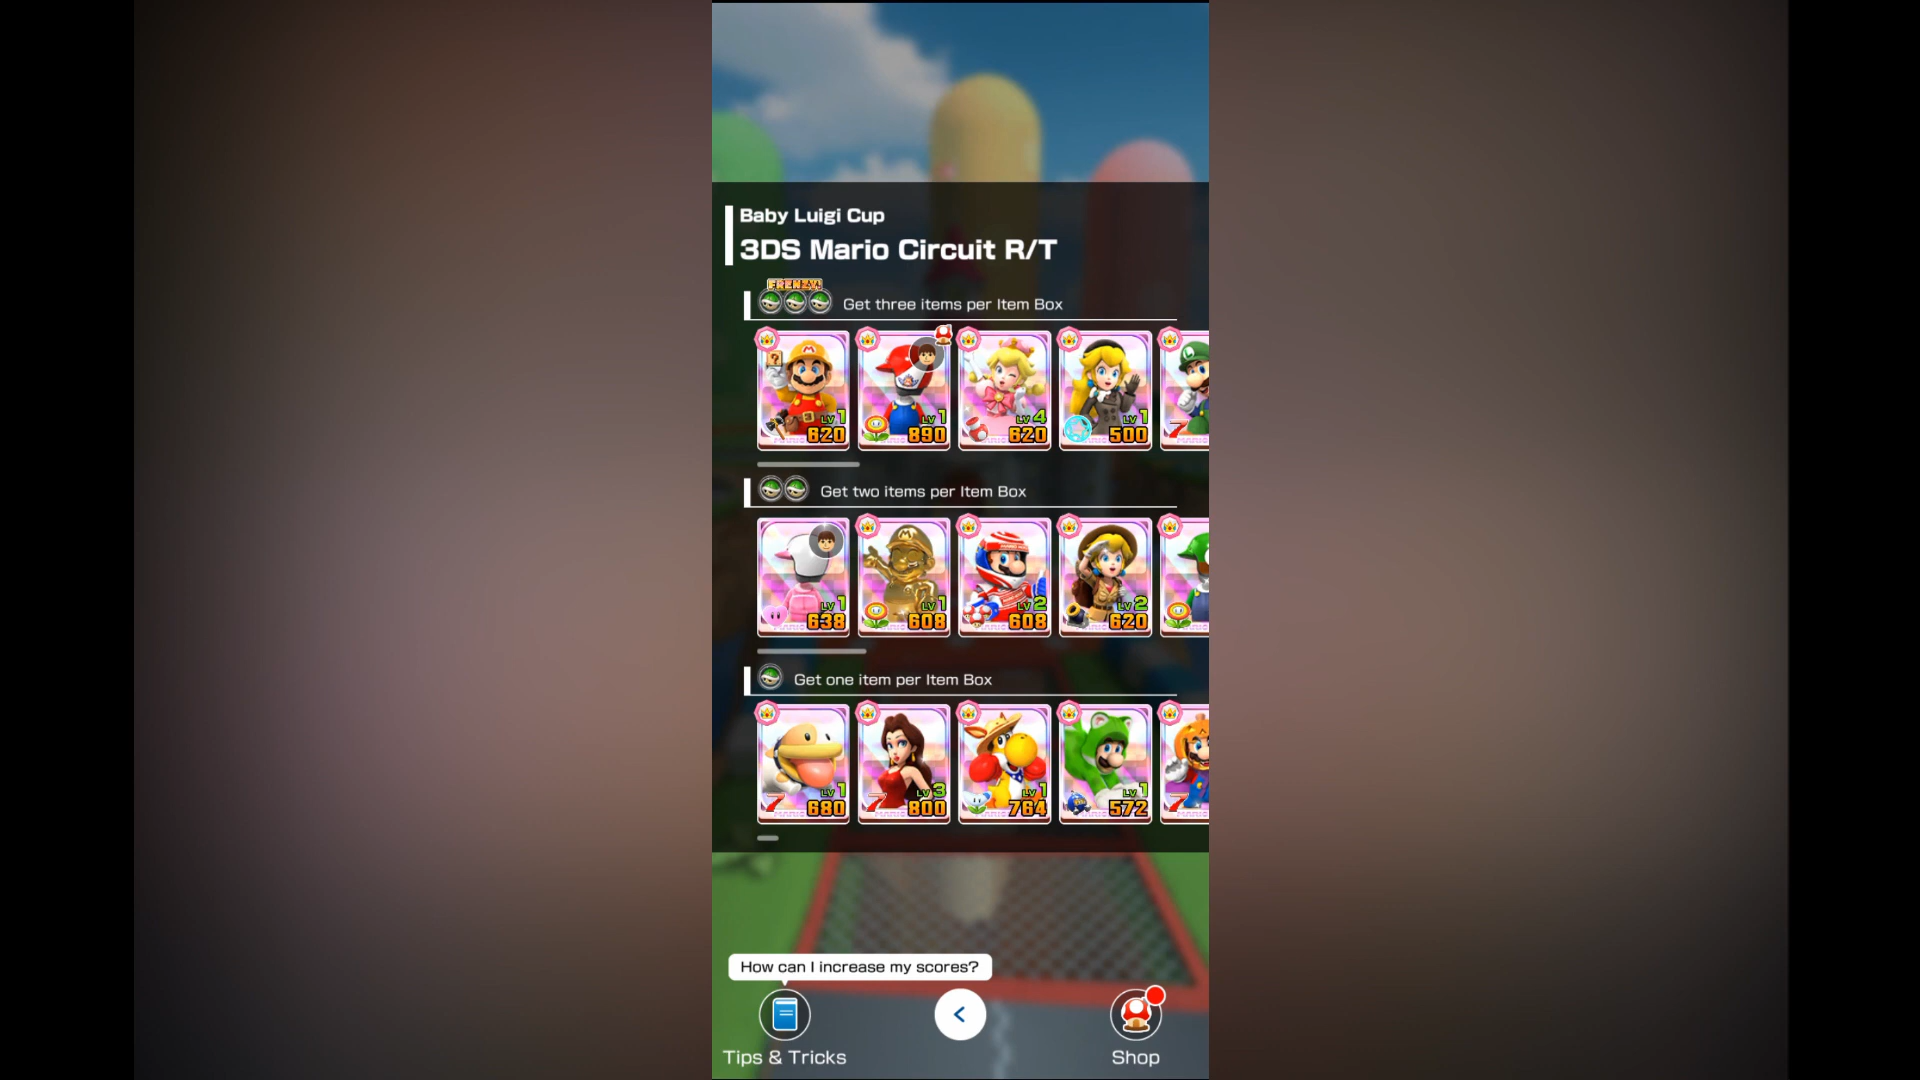 Baby Luigi Cup
3DS Mario Circuit R/T
FRENZY!
Get three items per Item Box
LV 1 620
LV 1 890
LV 4 620
LV 1 500
Get two items per Item Box
LV 1 638
LV 1 608
LV 2 608
LV 2 620
Get one item per Item Box
LV 1 680
LV 3 800
LV 1 764
LV 1 572
How can I increase my scores?
Tips & Tricks
Shop